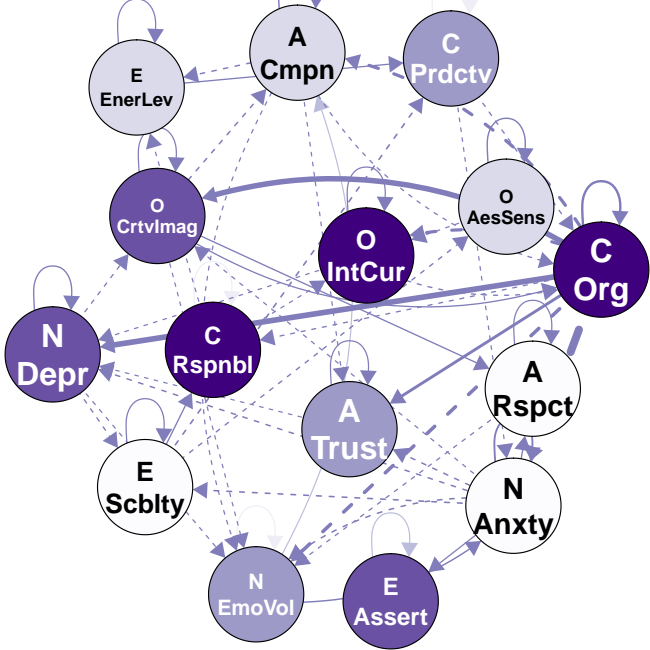 A
Cmpn
C
Prdctv
E
EnerLev
O
CrtvImag
O
AesSens
O
IntCur
C
Org
N
Depr
C
Rspnbl
A
Rspct
A
Trust
E
Scblty
N
Anxty
N
EmoVol
E
Assert